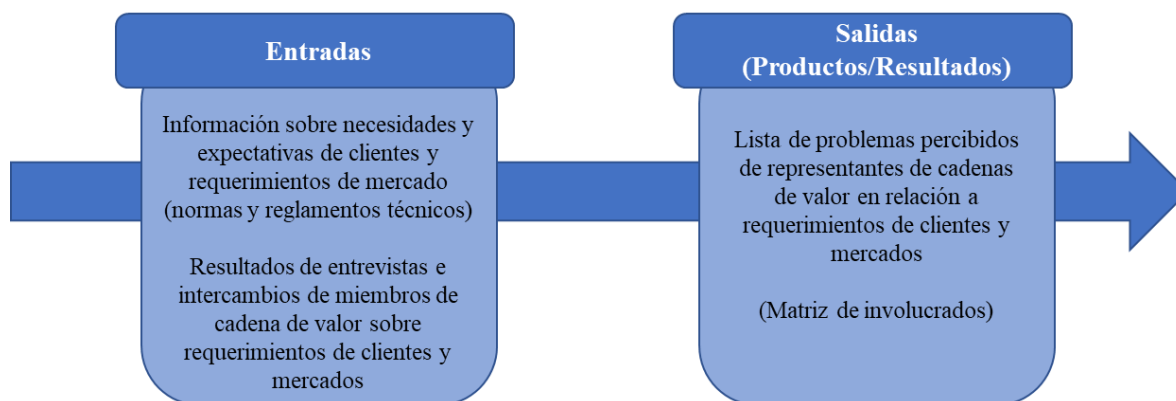 Entradas
Información sobre necesidades y
expectativas de clientes y
requerimientos de mercado
(normas y reglamentos técnicos)
Resultados de entrevistas e
intercambios de miembros de
cadena de valor sobre
requerimientos de clientes y
mercados
Salidas
(Productos/Resultados)
Lista de problemas percibidos
de representantes de cadenas
de valor en relación a
requerimientos de clientes y
mercados
(Matriz de involucrados)